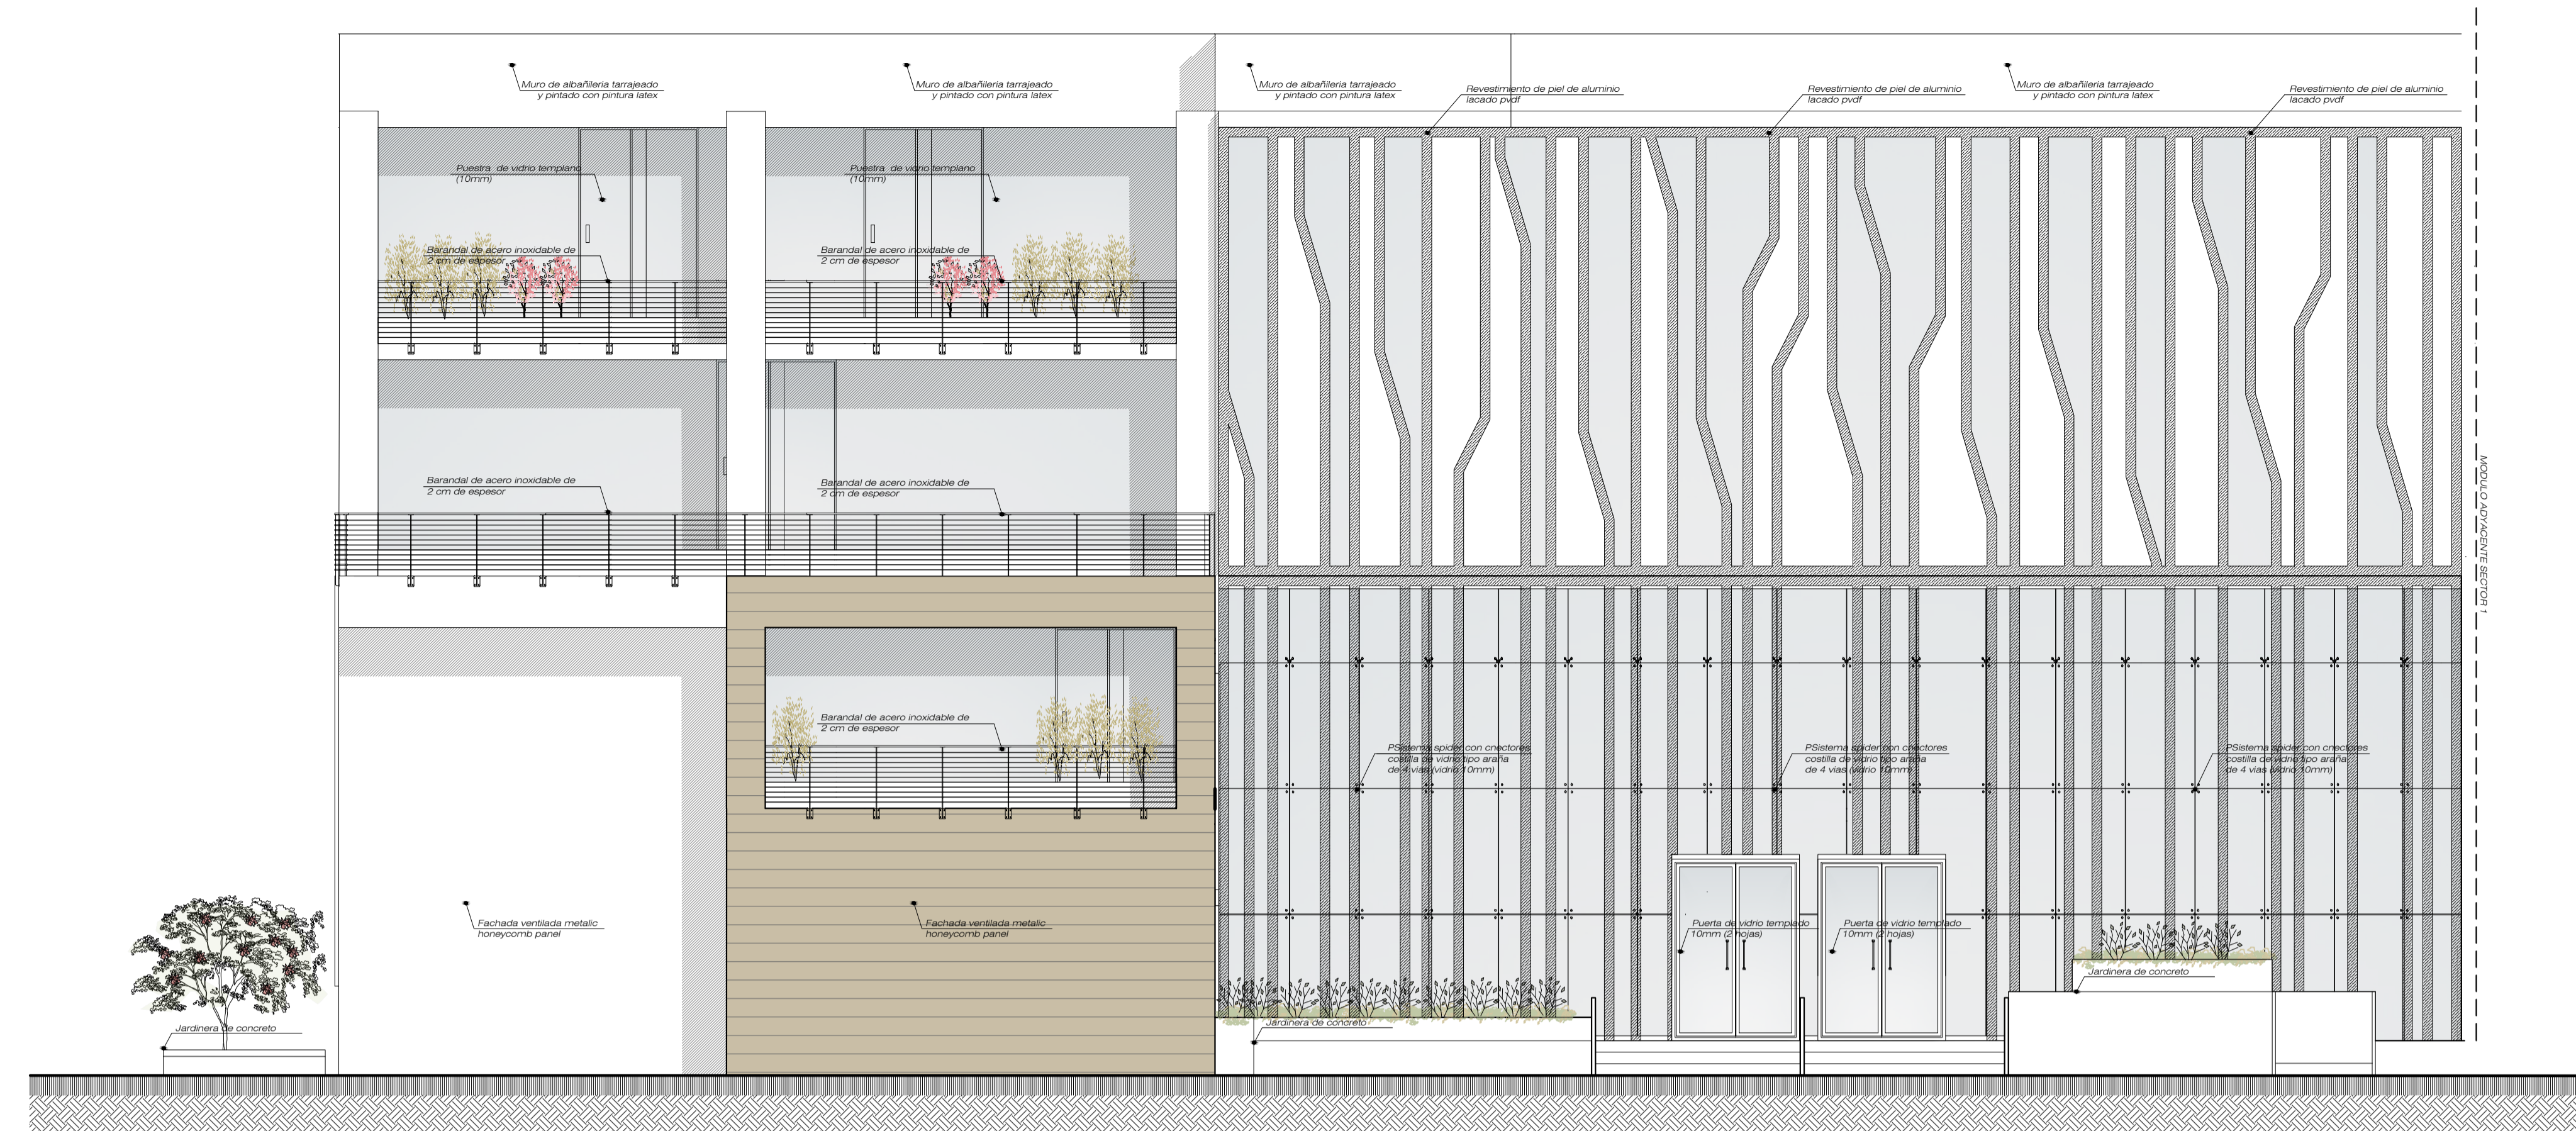 Muro de albañileria tarrajeado
y pintado con pintura latex
Muro de albañileria tarrajeado
y pintado con pintura latex
Muro de albañileria tarrajeado
y pintado con pintura latex
Revestimiento de piel de aluminio
lacado pvdf
Revestimiento de piel de aluminio
lacado pvdf
Muro de albañileria tarrajeado
y pintado con pintura latex
Revestimiento de piel de aluminio
lacado pvdf
Puestra de vidrio templano
(10mm)
Puestra de vidrio templano
(10mm)
Barandal de acero inoxidable de
2 cm de espesor
Barandal de acero inoxidable de
2 cm de espesor
Barandal de acero inoxidable de
2 cm de espesor
Barandal de acero inoxidable de
2 cm de espesor
MODULO ADYACENTE SECTOR 1
Barandal de acero inoxidable de
2 cm de espesor
PSistema spider con cnectores
costilla de vidrio tipo araña
de 4 vias (vidrio 10mm)
PSistema spider con cnectores
costilla de vidrio tipo araña
de 4 vias (vidrio 10mm)
PSistema spider con cnectores
costilla de vidrio tipo araña
de 4 vias (vidrio 10mm)
Fachada ventilada metalic
honeycomb panel
Fachada ventilada metalic
honeycomb panel
Puerta de vidrio templado
10mm (2 hojas)
Puerta de vidrio templado
10mm (2 hojas)
Jardinera de concreto
Jardinera de concreto
Jardinera de concreto